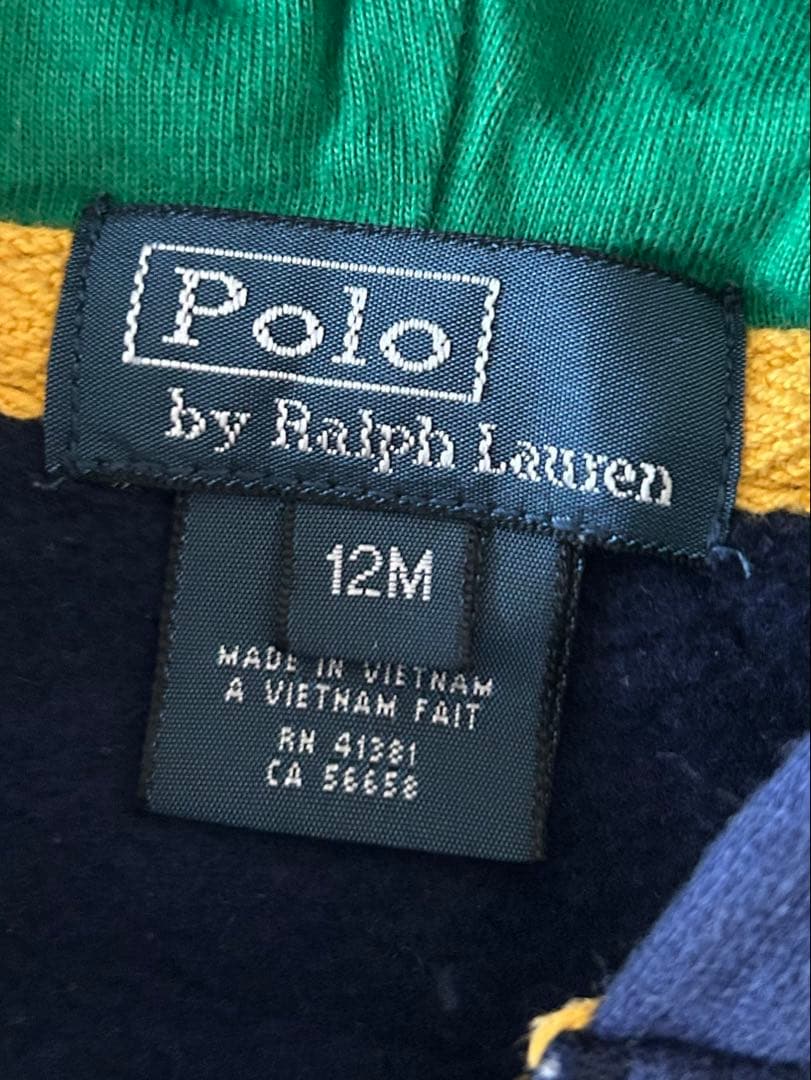 Polo
by Ralph Lauren
12M
MADE IN VIETNAM
A VIETNAM FAIT
RN 41381
CA 56658